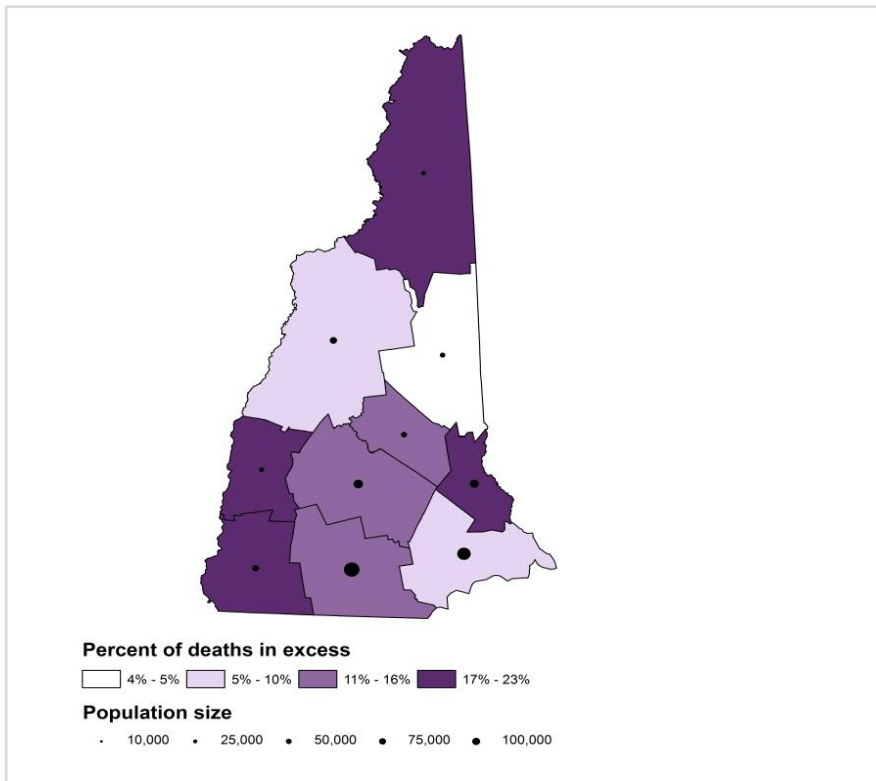 Percent of deaths in excess
4% - 5% 5% - 10% 11% - 16% 17% - 23%
Population size
10,000 25,000 50,000 75,000 100,000